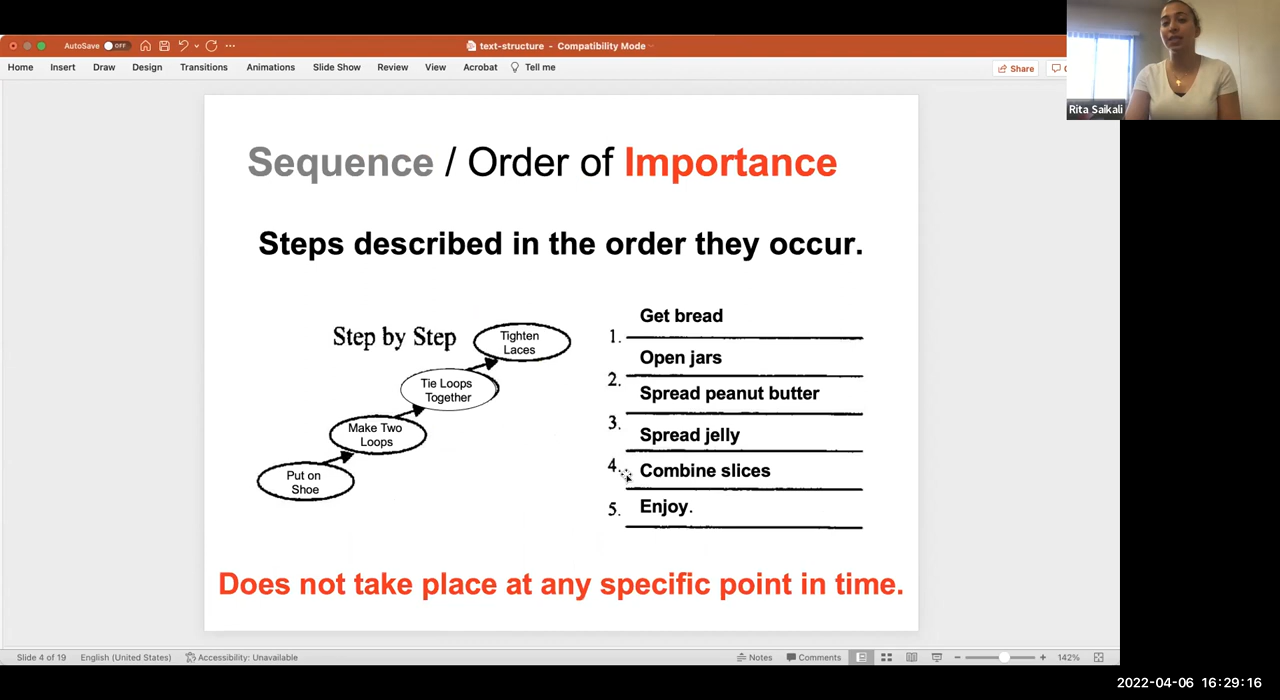 AutoSave OFF
text-structure - Compatibility Mode
Home Insert Draw Design Transitions Animations Slide Show Review View Acrobat Tell me
Share
Rita Saikali
Sequence / Order of Importance
Steps described in the order they occur.
Step by Step
Tighten
Laces
Tie Loops
Together
Make Two
Loops
Put on
Shoe
Get bread
1.
Open jars
2.
Spread peanut butter
3.
Spread jelly
4.
Combine slices
5.
Enjoy.
Does not take place at any specific point in time.
Slide 4 of 19 English (United States) Accessibility: Unavailable Notes Comments 142%
2022-04-06 16:29:16